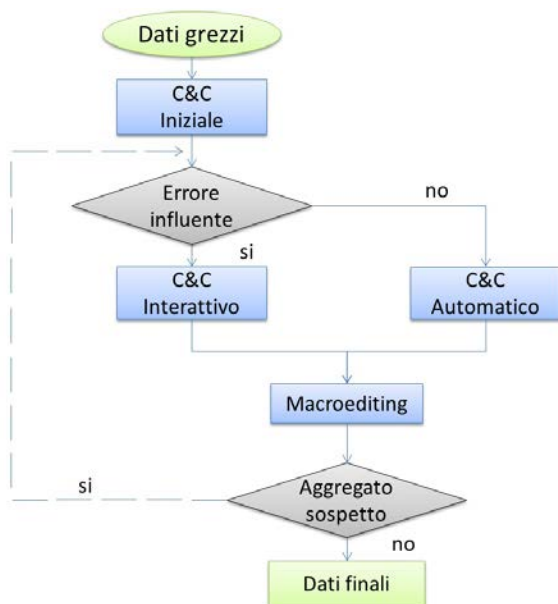 Dati grezzi
C&C
Iniziale
Errore
influente
no
si
C&C
Interattivo
C&C
Automatico
Macroediting
si
Aggregato
sospetto
no
Dati finali